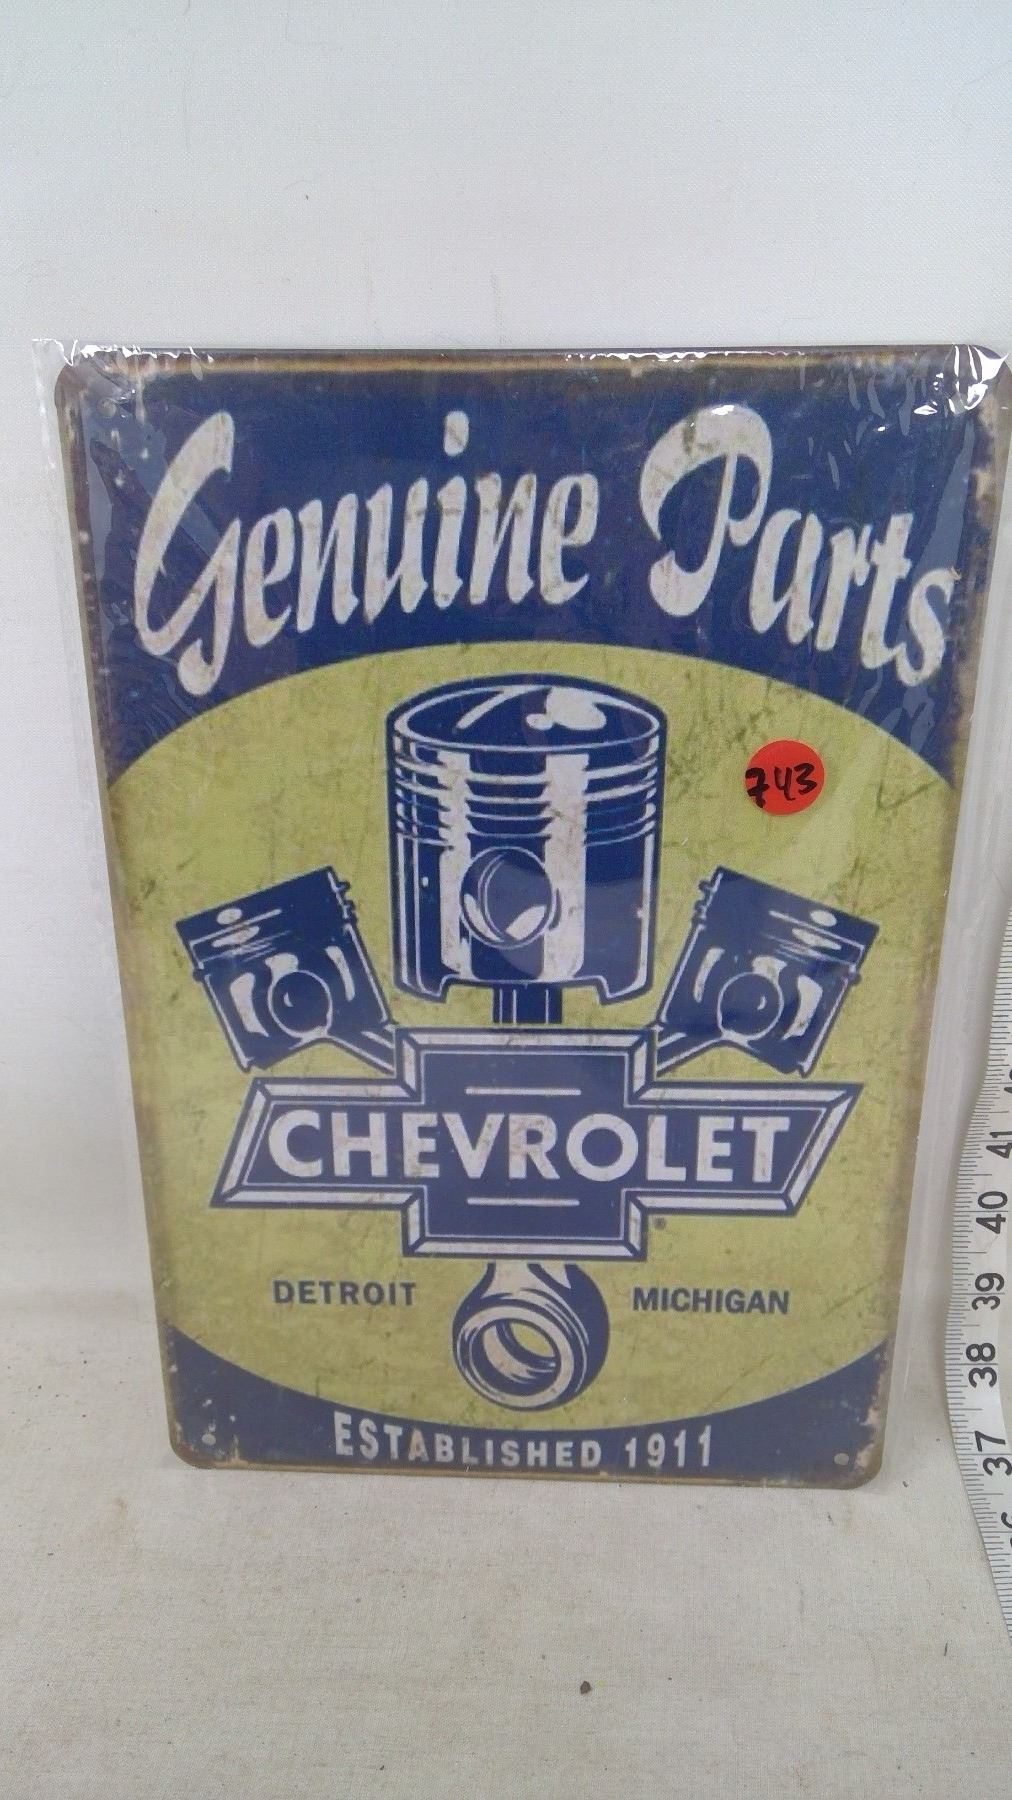 Genuine Parts
743
CHEVROLET
®
DETROIT MICHIGAN
ESTABLISHED 1911
41
40
39
38
37